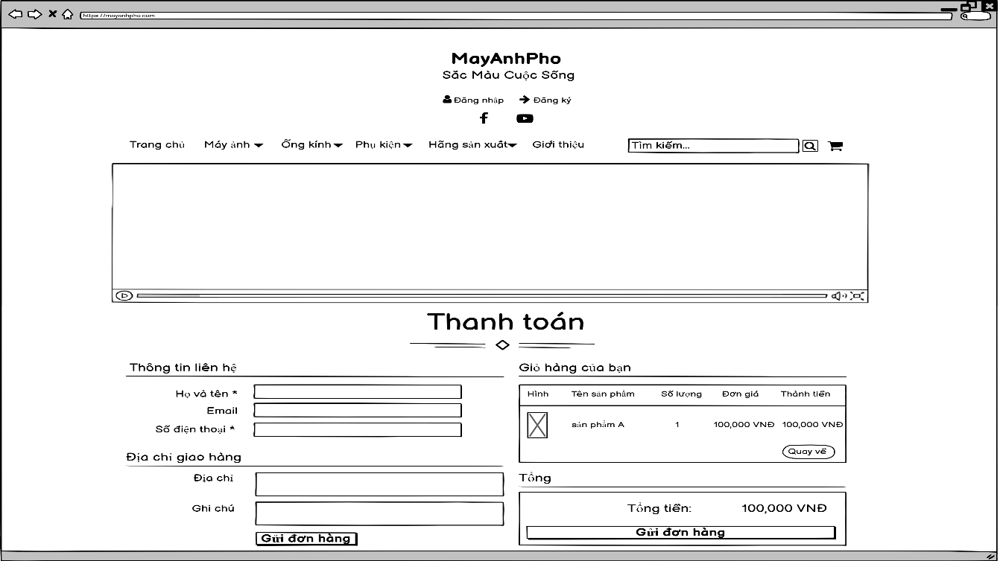 https://mayanhpho.com
MayAnhPho
Sắc Màu Cuộc Sống
Đăng nhập Đăng ký
Trang chủ Máy ảnh Ống kính Phụ kiện Hãng sản xuất Giới thiệu Tìm kiếm...
Thanh toán
Thông tin liên hệ
Họ và tên *
Email
Số điện thoại *
Địa chỉ giao hàng
Địa chỉ
Ghi chú
Gửi đơn hàng
Giỏ hàng của bạn
Hình Tên sản phẩm Số lượng Đơn giá Thành tiền
sản phẩm A 1 100,000 VNĐ 100,000 VNĐ
Quay về
Tổng
Tổng tiền: 100,000 VNĐ
Gửi đơn hàng